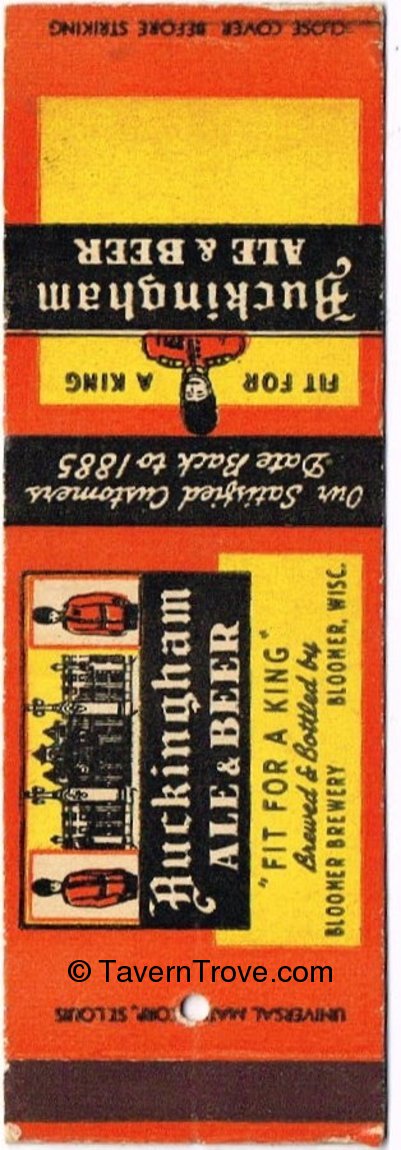 CLOSE COVER BEFORE STRIKING
FIT FOR A KING
Buckingham
ALE & BEER
Our Satisfied Customers
Date Back to 1885
Buckingham
ALE & BEER
"FIT FOR A KING"
Brewed & Bottled by
BLOOMER BREWERY BLOOMER, WISC.
© TavernTrove.com
UNIVERSAL CORP., ST. LOUIS